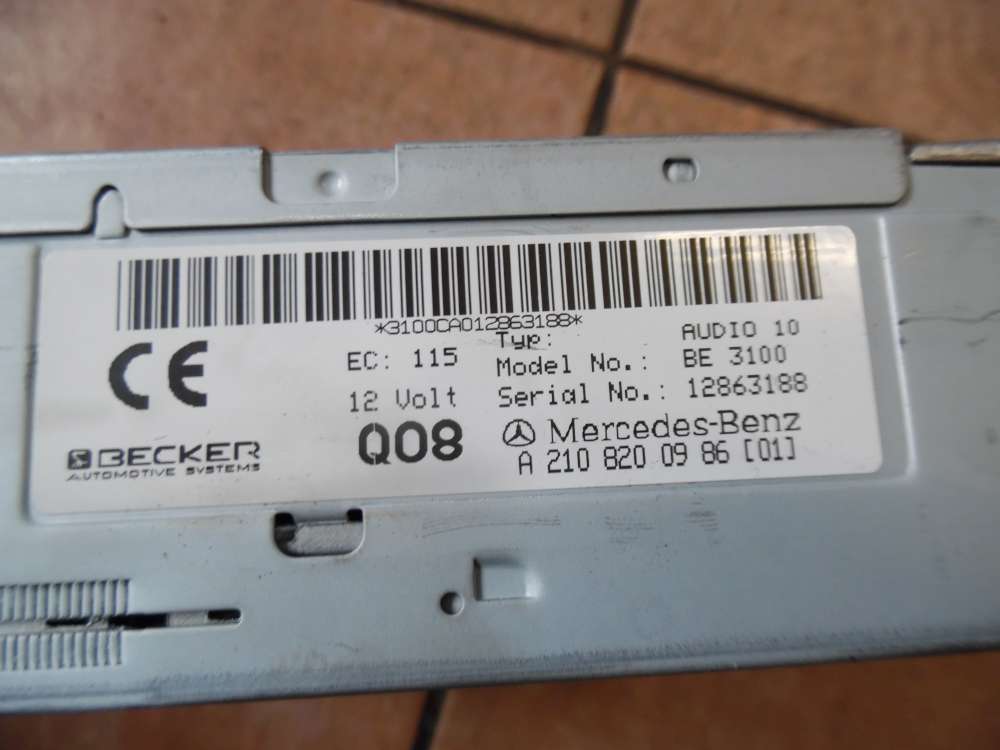 *3100CA012863188*
CE
EC: 115
12 Volt
Q08
Typ: AUDIO 10
Model No.: BE 3100
Serial No.: 12863188
Mercedes-Benz
A 210 820 09 86 [01]
BECKER
AUTOMOTIVE SYSTEMS